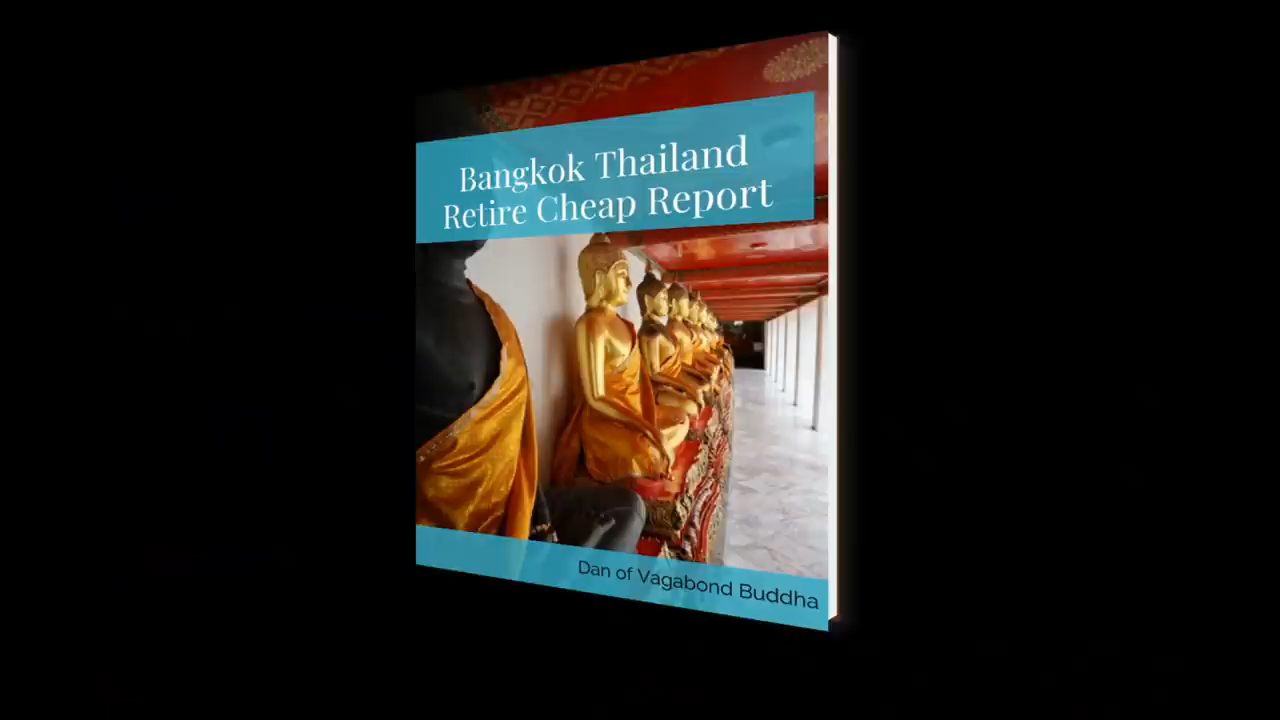 Bangkok Thailand
Retire Cheap Report
Dan of Vagabond Buddha